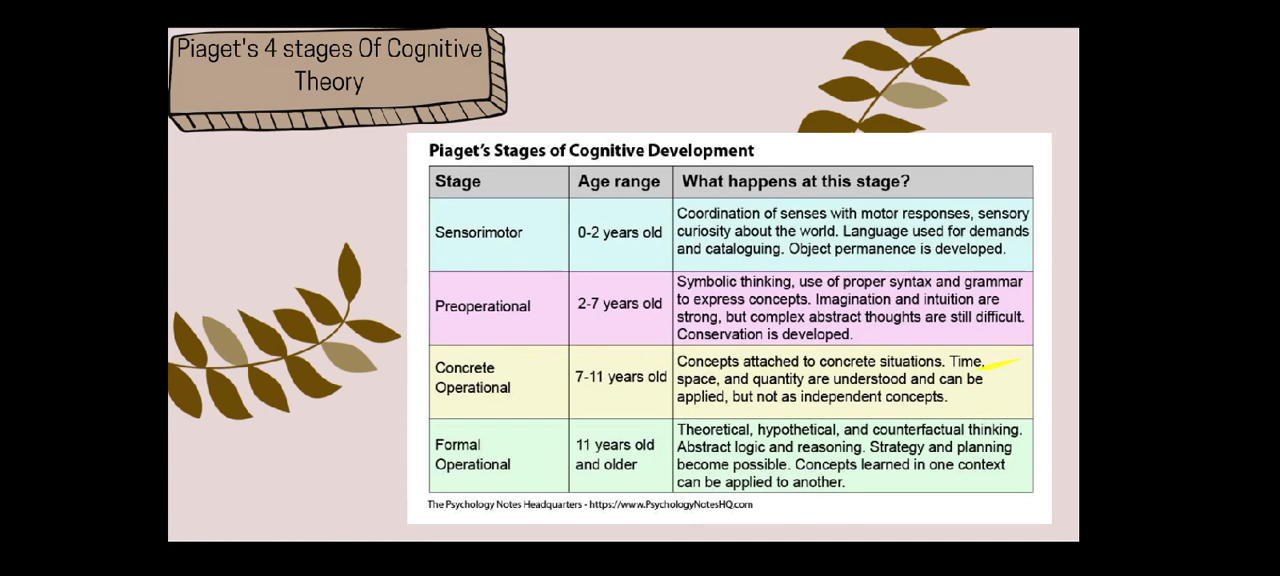 Piaget's 4 stages Of Cognitive
Theory
Piaget's Stages of Cognitive Development
Stage
Age range
What happens at this stage?
Sensorimotor
0-2 years old
Coordination of senses with motor responses, sensory
curiosity about the world. Language used for demands
and cataloguing. Object permanence is developed.
Preoperational
2-7 years old
Symbolic thinking, use of proper syntax and grammar
to express concepts. Imagination and intuition are
strong, but complex abstract thoughts are still difficult.
Conservation is developed.
Concrete
Operational
7-11 years old
Concepts attached to concrete situations. Time,
space, and quantity are understood and can be
applied, but not as independent concepts.
Formal
Operational
11 years old
and older
Theoretical, hypothetical, and counterfactual thinking.
Abstract logic and reasoning. Strategy and planning
become possible. Concepts learned in one context
can be applied to another.
The Psychology Notes Headquarters - https://www.PsychologyNotesHQ.com